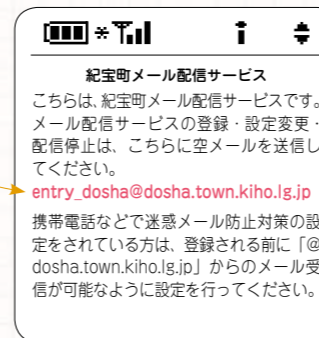 紀宝町メール配信サービス
こちらは、紀宝町メール配信サービスです。
メール配信サービスの登録・設定変更・
配信停止は、こちらに空メールを送信し
てください。
entry_dosha@dosha.town.kiho.lg.jp
携帯電話などで迷惑メール防止対策の設
定をされている方は、登録される前に「@
dosha.town.kiho.lg.jp」からのメール受
信が可能なように設定を行ってください。